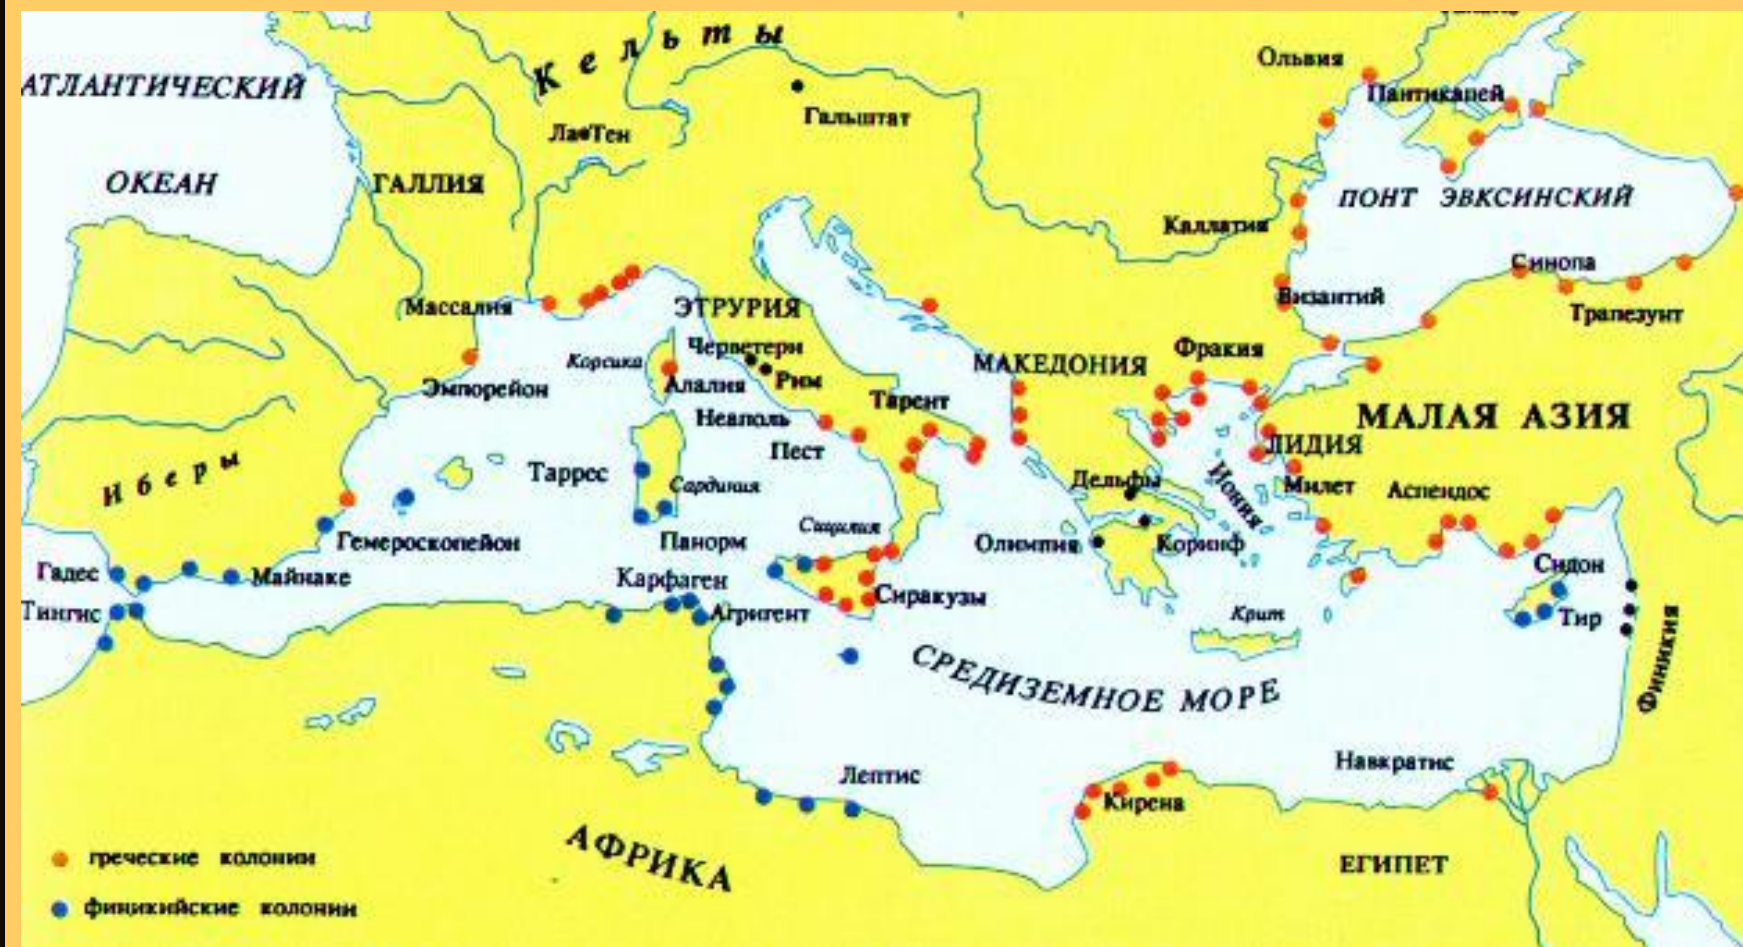 Кельты
Ольвия
АТЛАНТИЧЕСКИЙ
Пантикапей
Гальштат
Ла Тен
ОКЕАН
ГАЛЛИЯ
ПОНТ ЭВКСИНСКИЙ
Каллатия
Синопа
Византий
Массалия
ЭТРУРИЯ
Трапезунт
Черветери
Фракия
Корсика
МАКЕДОНИЯ
Рим
Алалия
Эмпорейон
Тарент
МАЛАЯ АЗИЯ
Неаполь
ЛИДИЯ
Пест
Иберы
Таррес
Дельфы
Иония
Милет
Аспендос
Сардиния
Сицилия
Гемероскопейон
Панорм
Олимпия
Коринф
Сидон
Гадес
Майнаке
Карфаген
Сиракузы
Тингис
Агригент
Крит
Тир
Финикия
СРЕДИЗЕМНОЕ МОРЕ
Лептис
Навкратис
Кирена
АФРИКА
ЕГИПЕТ
греческие колонии
финикийские колонии